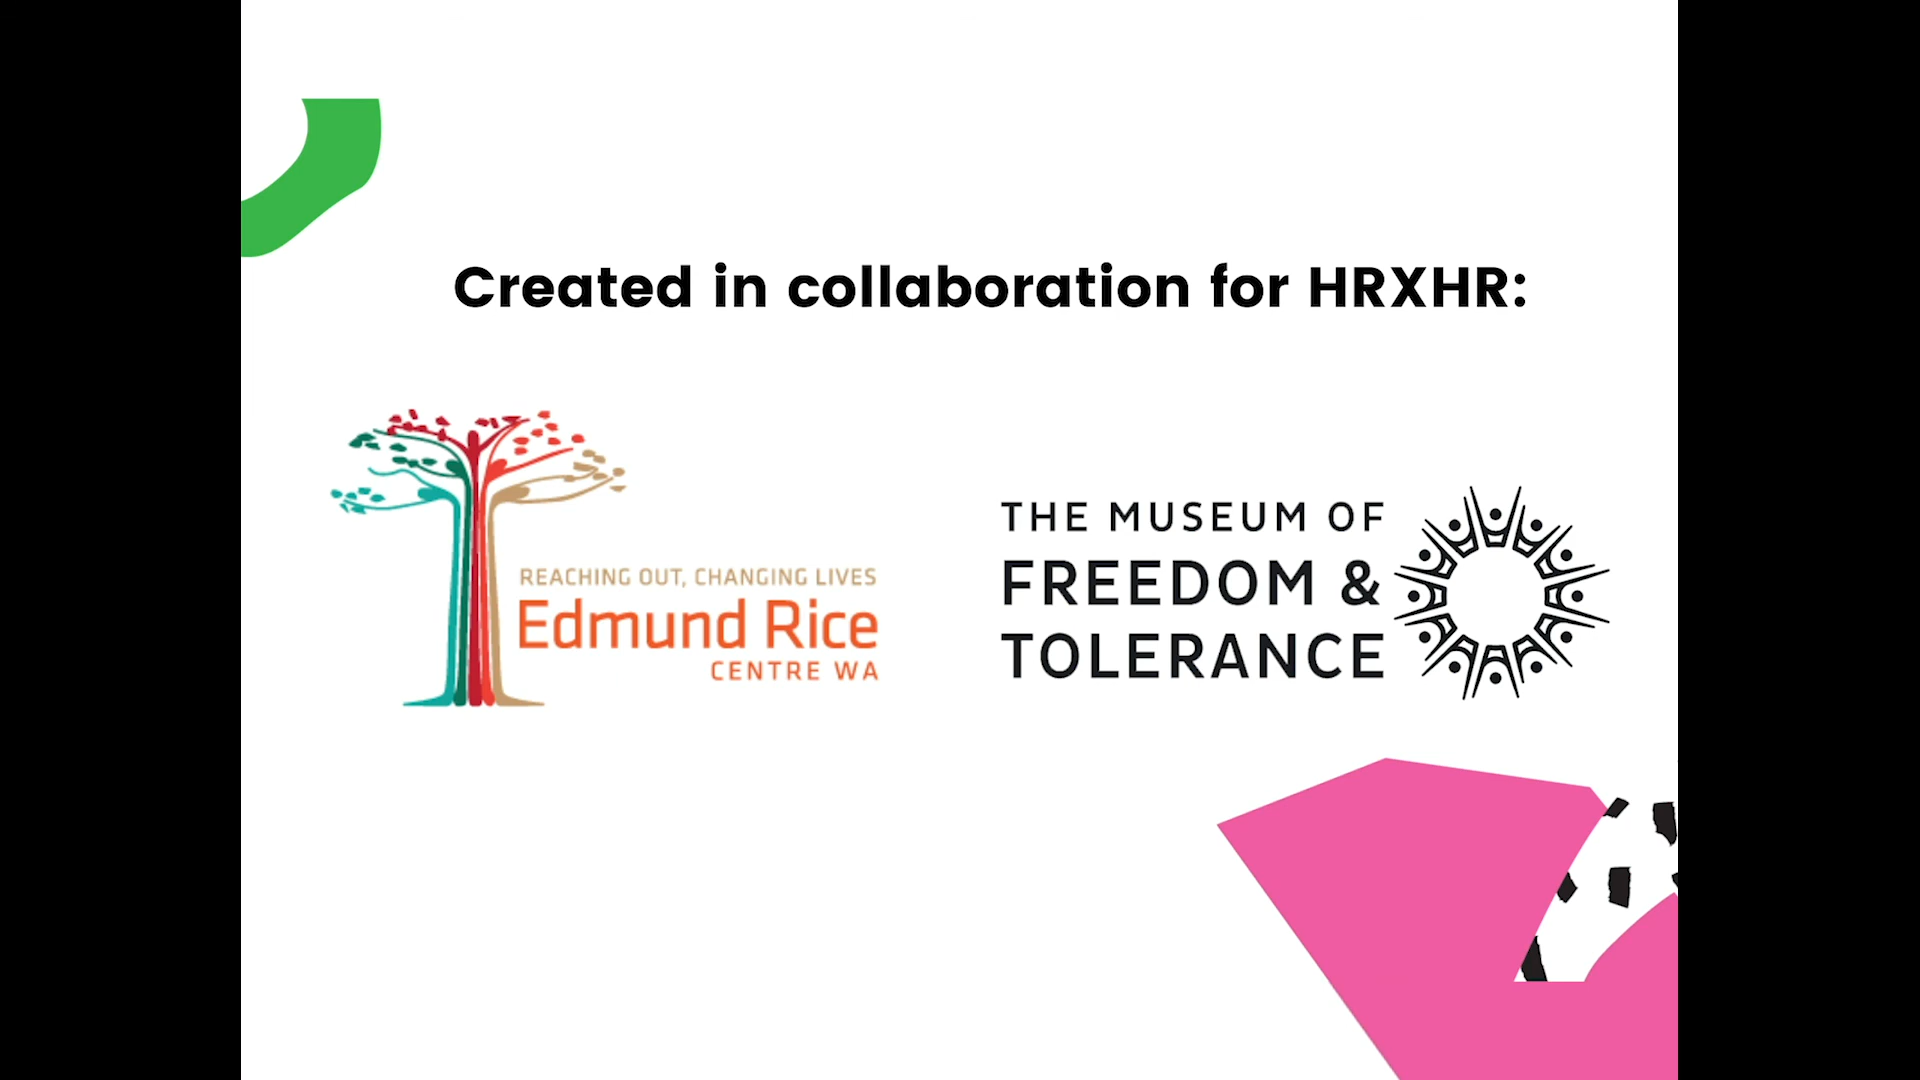 Created in collaboration for HRXHR:
REACHING OUT, CHANGING LIVES
Edmund Rice
CENTRE WA
THE MUSEUM OF
FREEDOM &
TOLERANCE